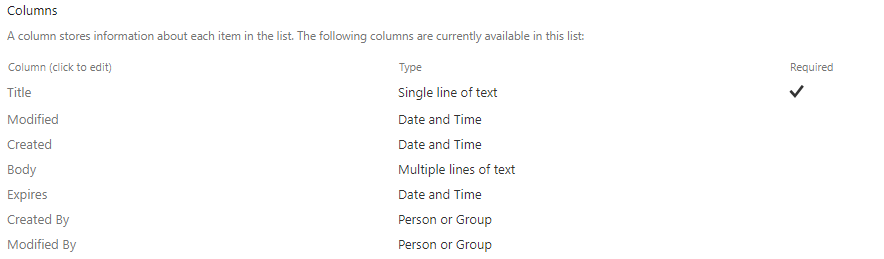 Columns
A column stores information about each item in the list. The following columns are currently available in this list:
Column (click to edit) Type Required
Title Single line of text
Modified Date and Time
Created Date and Time
Body Multiple lines of text
Expires Date and Time
Created By Person or Group
Modified By Person or Group